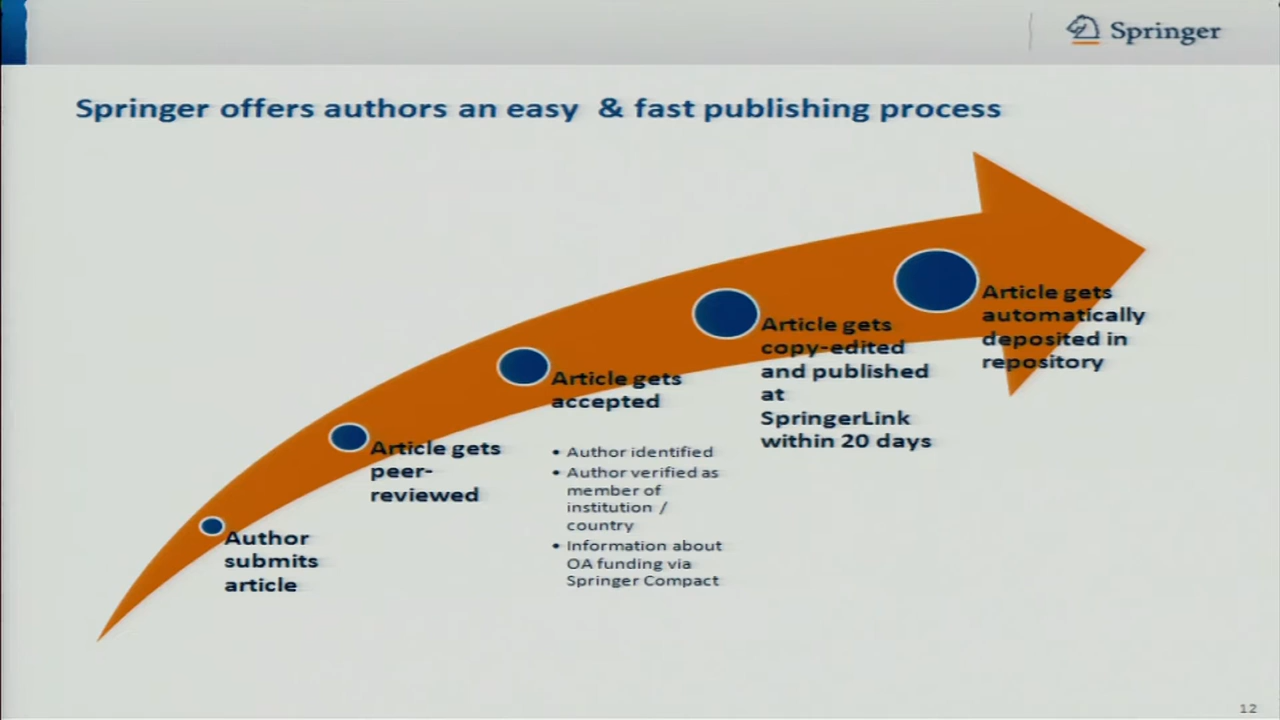 Springer
Springer offers authors an easy & fast publishing process
Author
submits
article
Article gets
peer-
reviewed
Article gets
accepted
• Author identified
• Author verified as
member of
institution /
country
• Information about
OA funding via
Springer Compact
Article gets
copy-edited
and published
at
SpringerLink
within 20 days
Article gets
automatically
deposited in
repository
12